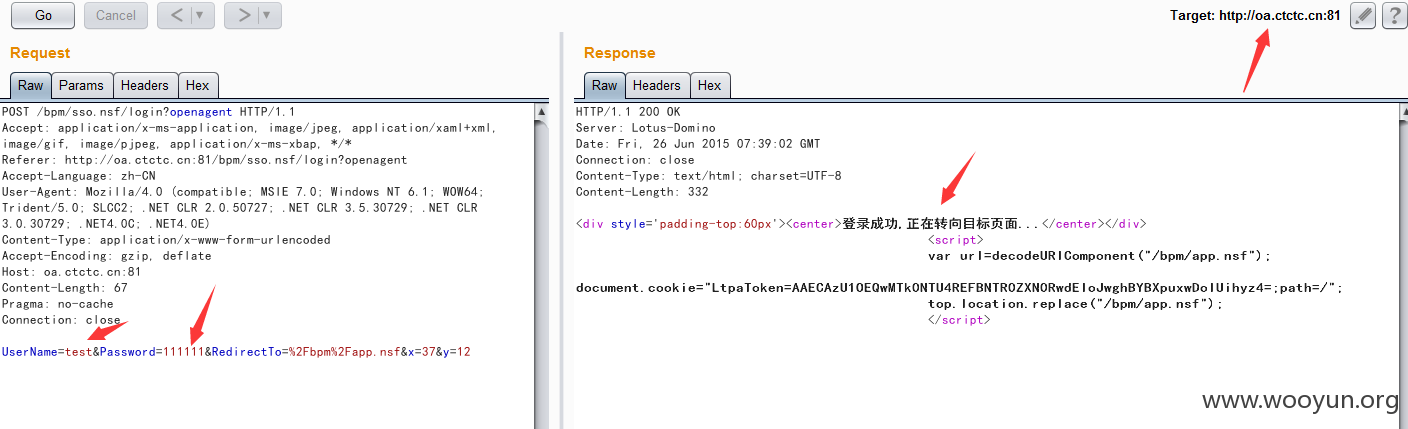 Go Cancel < > Target: http://oa.ctctc.cn:81 ?
Request
Raw Params Headers Hex
POST /bpm/sso.nsf/login?openagent HTTP/1.1
Accept: application/x-ms-application, image/jpeg, application/xaml+xml,
image/gif, image/pjpeg, application/x-ms-xbap, */*
Referer: http://oa.ctctc.cn:81/bpm/sso.nsf/login?openagent
Accept-Language: zh-CN
User-Agent: Mozilla/4.0 (compatible; MSIE 7.0; Windows NT 6.1; WOW64;
Trident/5.0; SLCC2; .NET CLR 2.0.50727; .NET CLR 3.5.30729; .NET CLR
3.0.30729; .NET4.0C; .NET4.0E)
Content-Type: application/x-www-form-urlencoded
Accept-Encoding: gzip, deflate
Host: oa.ctctc.cn:81
Content-Length: 67
Pragma: no-cache
Connection: close
UserName=test&Password=111111&RedirectTo=%2Fbpm%2Fapp.nsf&x=37&y=12
Response
Raw Headers Hex
HTTP/1.1 200 OK
Server: Lotus-Domino
Date: Fri, 26 Jun 2015 07:39:02 GMT
Connection: close
Content-Type: text/html; charset=UTF-8
Content-Length: 332
<div style='padding-top:60px'><center>登录成功,正在转向目标页面...</center></div>
<script>
var url=decodeURIComponent("/bpm/app.nsf");
document.cookie="LtpaToken=AAECAzU1OEQwMTkONTU4REFBNTROZXNORwdEloJwghBYBXpuxwDolUihyz4=;path=/";
top.location.replace("/bpm/app.nsf");
</script>
www.wooyun.org